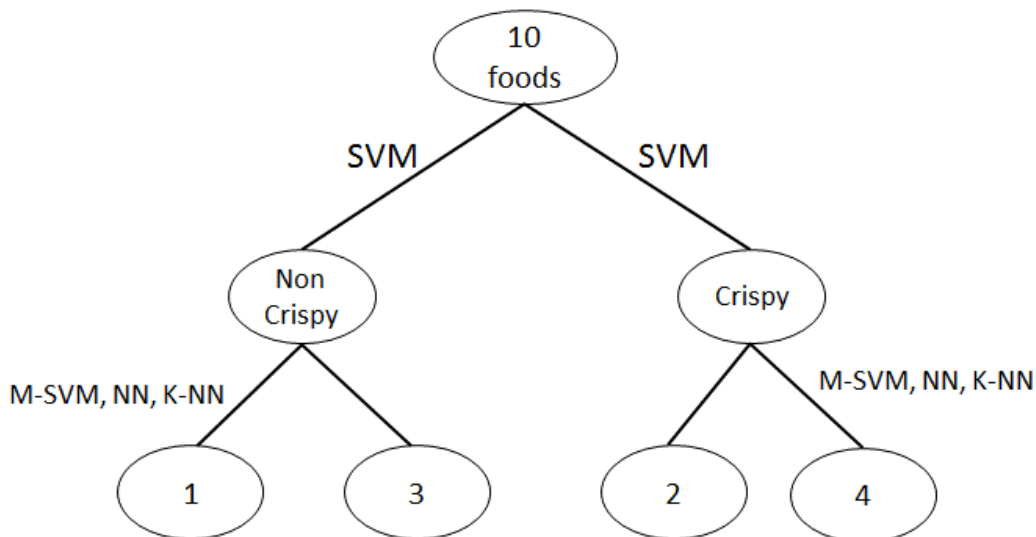 10
foods
SVM
SVM
Non
Crispy
Crispy
M-SVM, NN, K-NN
M-SVM, NN, K-NN
1
3
2
4